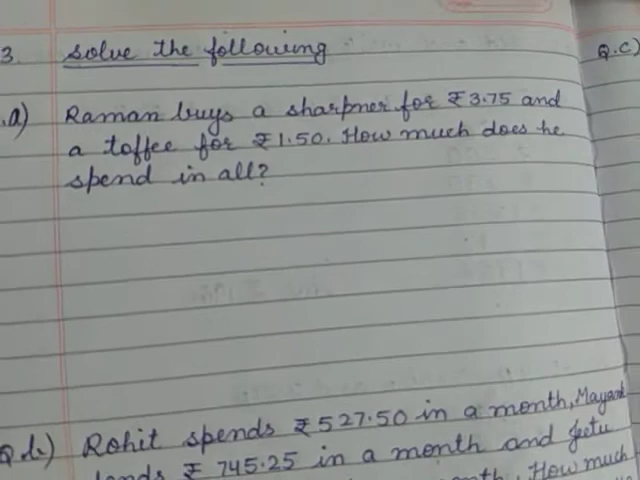 3. Solve the following
Q.c)
.a) Raman buys a sharpner for ₹3.75 and
a toffee for ₹1.50. How much does he
spend in all?
Q b.) Rohit spends ₹527.50 in a month, Mayank
₹745.25 in a month and Jeetu
How much